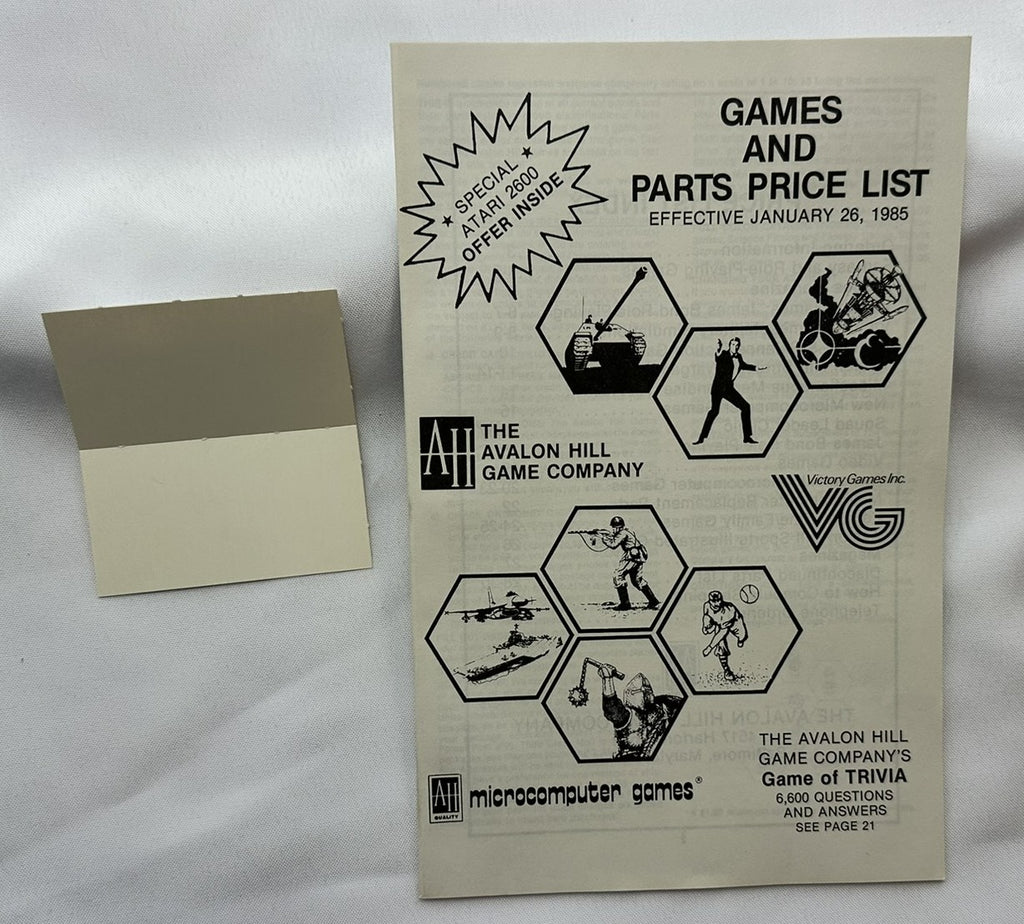 GAMES
AND
PARTS PRICE LIST
EFFECTIVE JANUARY 26, 1985
★ SPECIAL ★
ATARI 2600
OFFER INSIDE
AH
THE
AVALON HILL
GAME COMPANY
Victory Games Inc.
VG
THE AVALON HILL
GAME COMPANY'S
Game of TRIVIA
6,600 QUESTIONS
AND ANSWERS
SEE PAGE 21
AH
QUALITY
microcomputer games®